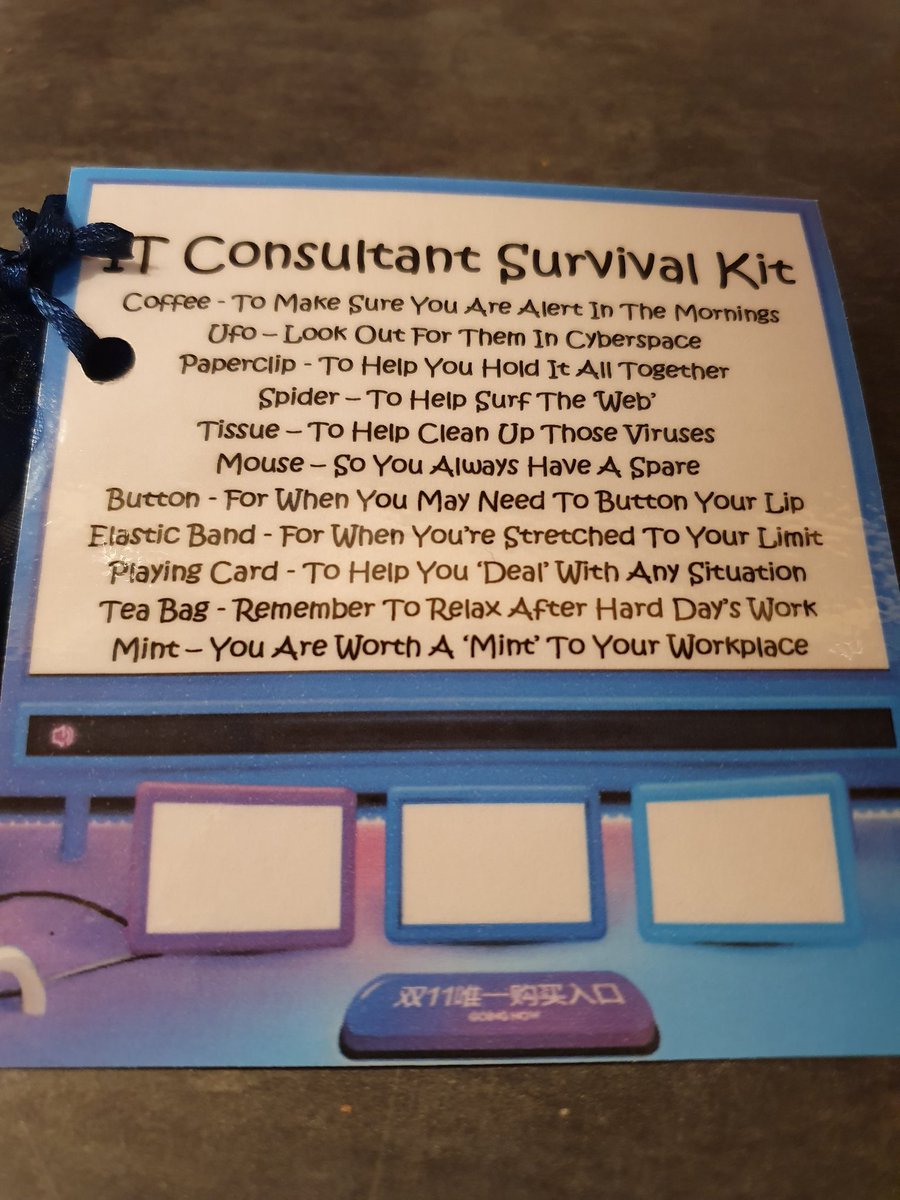 IT Consultant Survival Kit
Coffee - To Make Sure You Are Alert In The Mornings
Ufo – Look Out For Them In Cyberspace
Paperclip - To Help You Hold It All Together
Spider – To Help Surf The 'Web'
Tissue – To Help Clean Up Those Viruses
Mouse – So You Always Have A Spare
Button - For When You May Need To Button Your Lip
Elastic Band - For When You're Stretched To Your Limit
Playing Card - To Help You 'Deal' With Any Situation
Tea Bag - Remember To Relax After Hard Day's Work
Mint – You Are Worth A 'Mint' To Your Workplace
双11唯一购买入口
GOING NOW